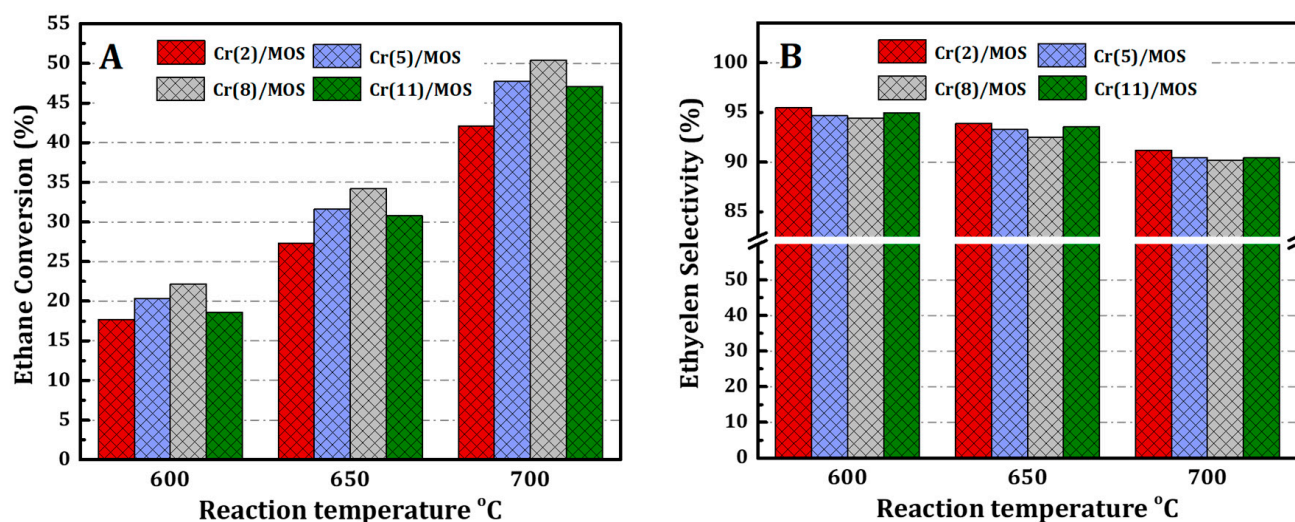 A
Cr(2)/MOS Cr(5)/MOS
Cr(8)/MOS Cr(11)/MOS
Ethane Conversion (%)
55
50
45
40
35
30
25
20
15
10
5
0
600 650 700
Reaction temperature °C
B
Cr(2)/MOS Cr(5)/MOS
Cr(8)/MOS Cr(11)/MOS
Ethyelen Selectivity (%)
100
95
90
85
50
40
30
20
10
0
600 650 700
Reaction temperature °C